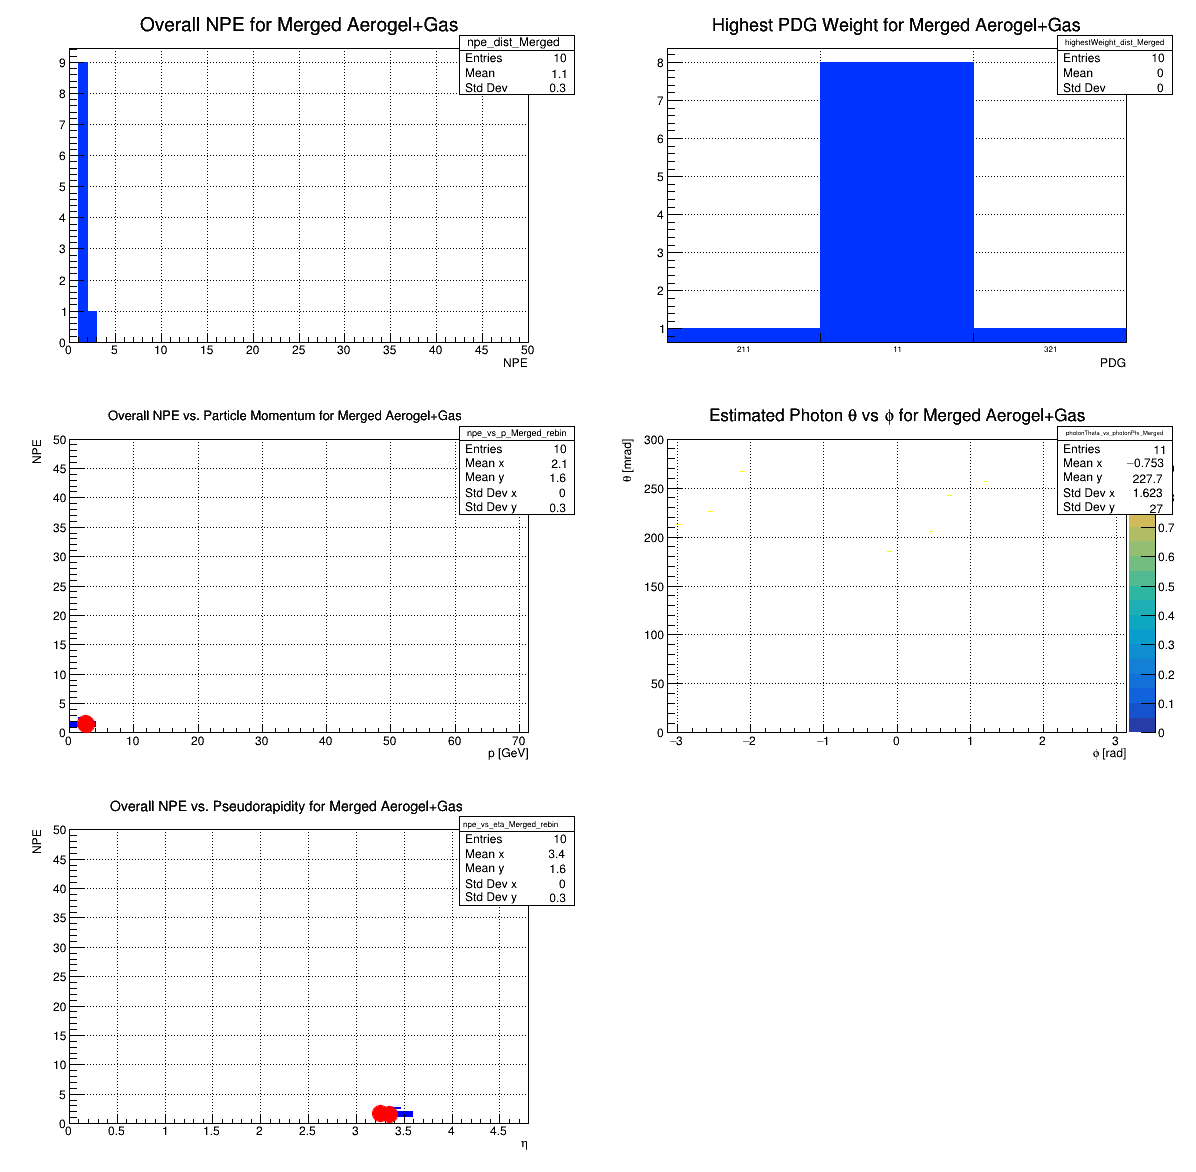 Overall NPE for Merged Aerogel+Gas
npe_dist_Merged
Entries 10
Mean 1.1
Std Dev 0.3
9
8
7
6
5
4
3
2
1
0
0 5 10 15 20 25 30 35 40 45 50
NPE
Highest PDG Weight for Merged Aerogel+Gas
highestWeight_dist_Merged
Entries 10
Mean 0
Std Dev 0
8
7
6
5
4
3
2
1
211 11 321
PDG
Overall NPE vs. Particle Momentum for Merged Aerogel+Gas
npe_vs_p_Merged_rebin
Entries 10
Mean x 2.1
Mean y 1.6
Std Dev x 0
Std Dev y 0.3
NPE
50
45
40
35
30
25
20
15
10
5
0
0 10 20 30 40 50 60 70
p [GeV]
Estimated Photon θ vs ϕ for Merged Aerogel+Gas
photonTheta_vs_photonPhi_Merged
Entries 11
Mean x −0.753
Mean y 227.7
Std Dev x 1.623
Std Dev y 27
θ [mrad]
300
250
200
150
100
50
0
−3 −2 −1 0 1 2 3
ϕ [rad]
0.7
0.6
0.5
0.4
0.3
0.2
0.1
0
Overall NPE vs. Pseudorapidity for Merged Aerogel+Gas
npe_vs_eta_Merged_rebin
Entries 10
Mean x 3.4
Mean y 1.6
Std Dev x 0
Std Dev y 0.3
NPE
50
45
40
35
30
25
20
15
10
5
0
0 0.5 1 1.5 2 2.5 3 3.5 4 4.5
η